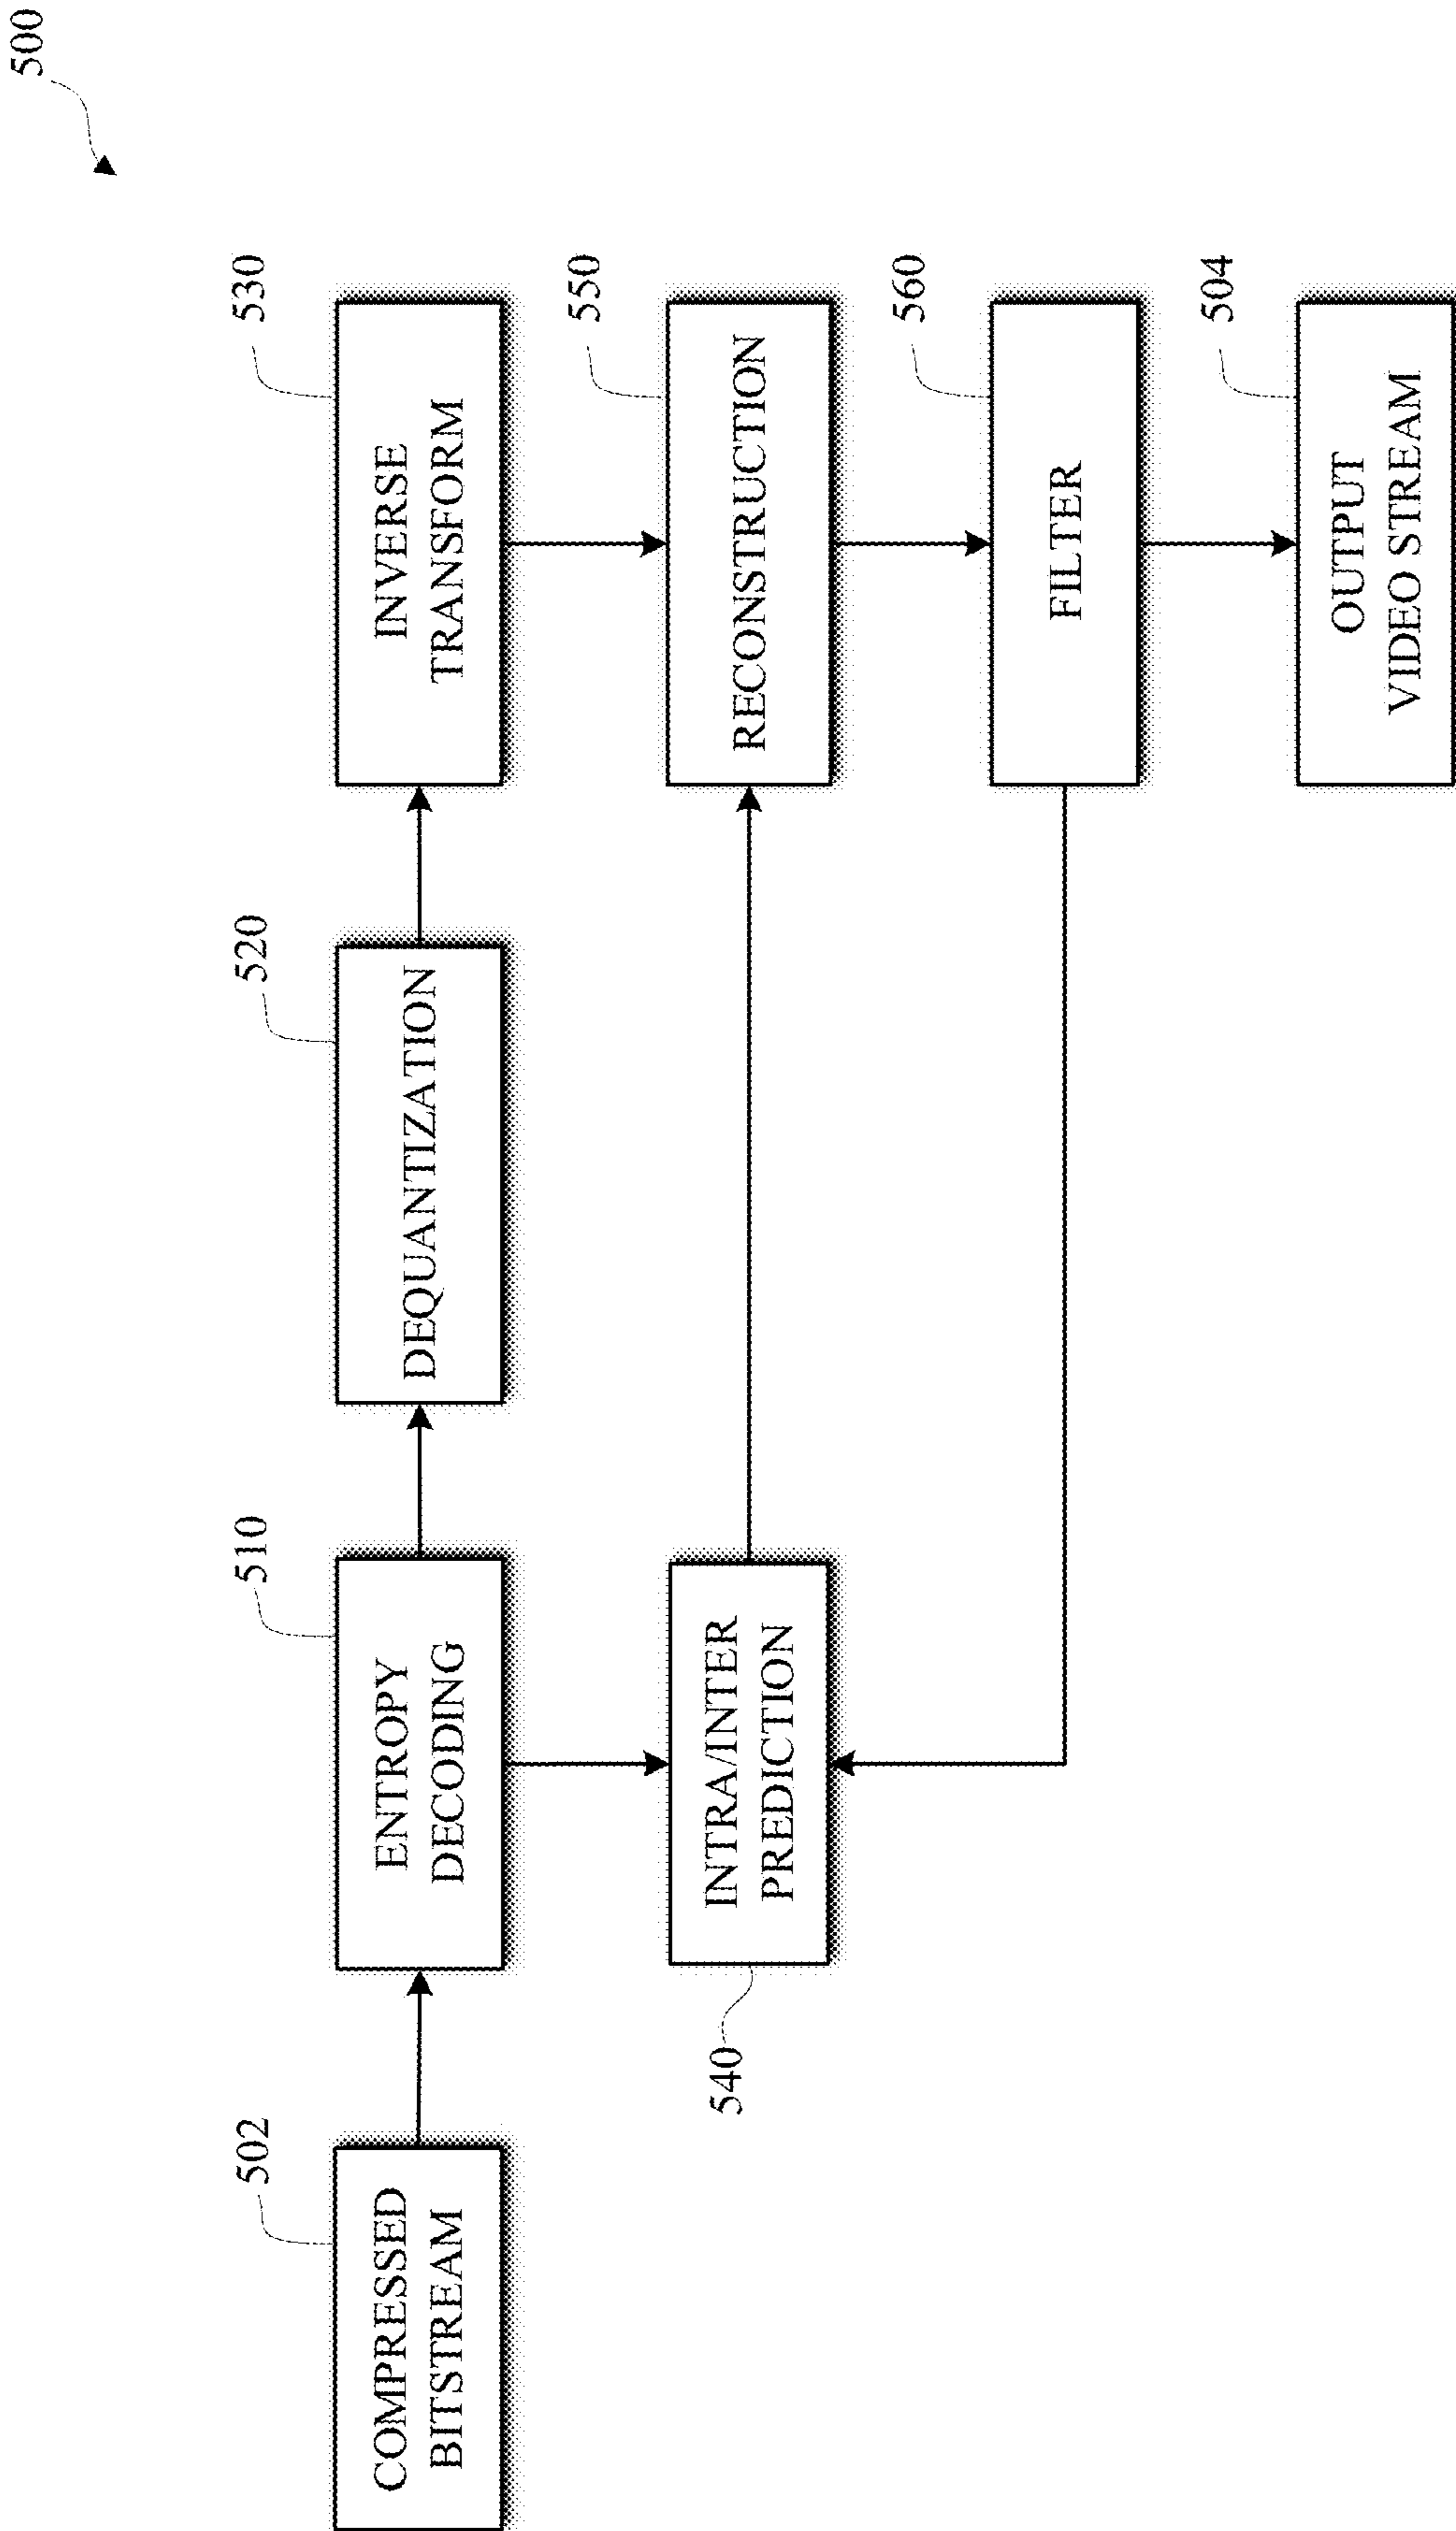 500
502
COMPRESSED
BITSTREAM
510
ENTROPY
DECODING
520
DEQUANTIZATION
530
INVERSE
TRANSFORM
540
INTRA/INTER
PREDICTION
550
RECONSTRUCTION
560
FILTER
504
OUTPUT
VIDEO STREAM